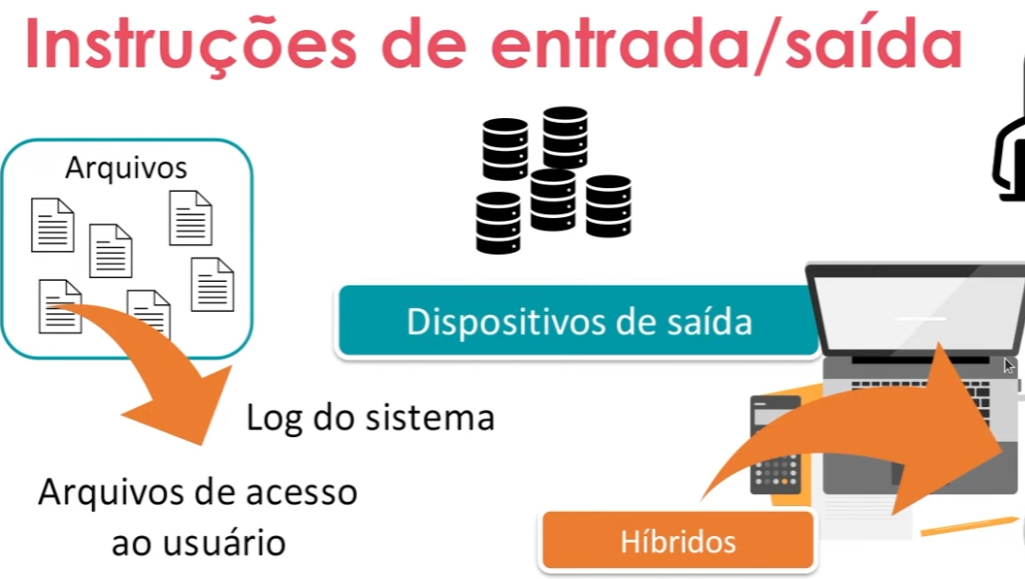 Instruções de entrada/saída
Arquivos
Dispositivos de saída
Log do sistema
Arquivos de acesso
ao usuário
Híbridos